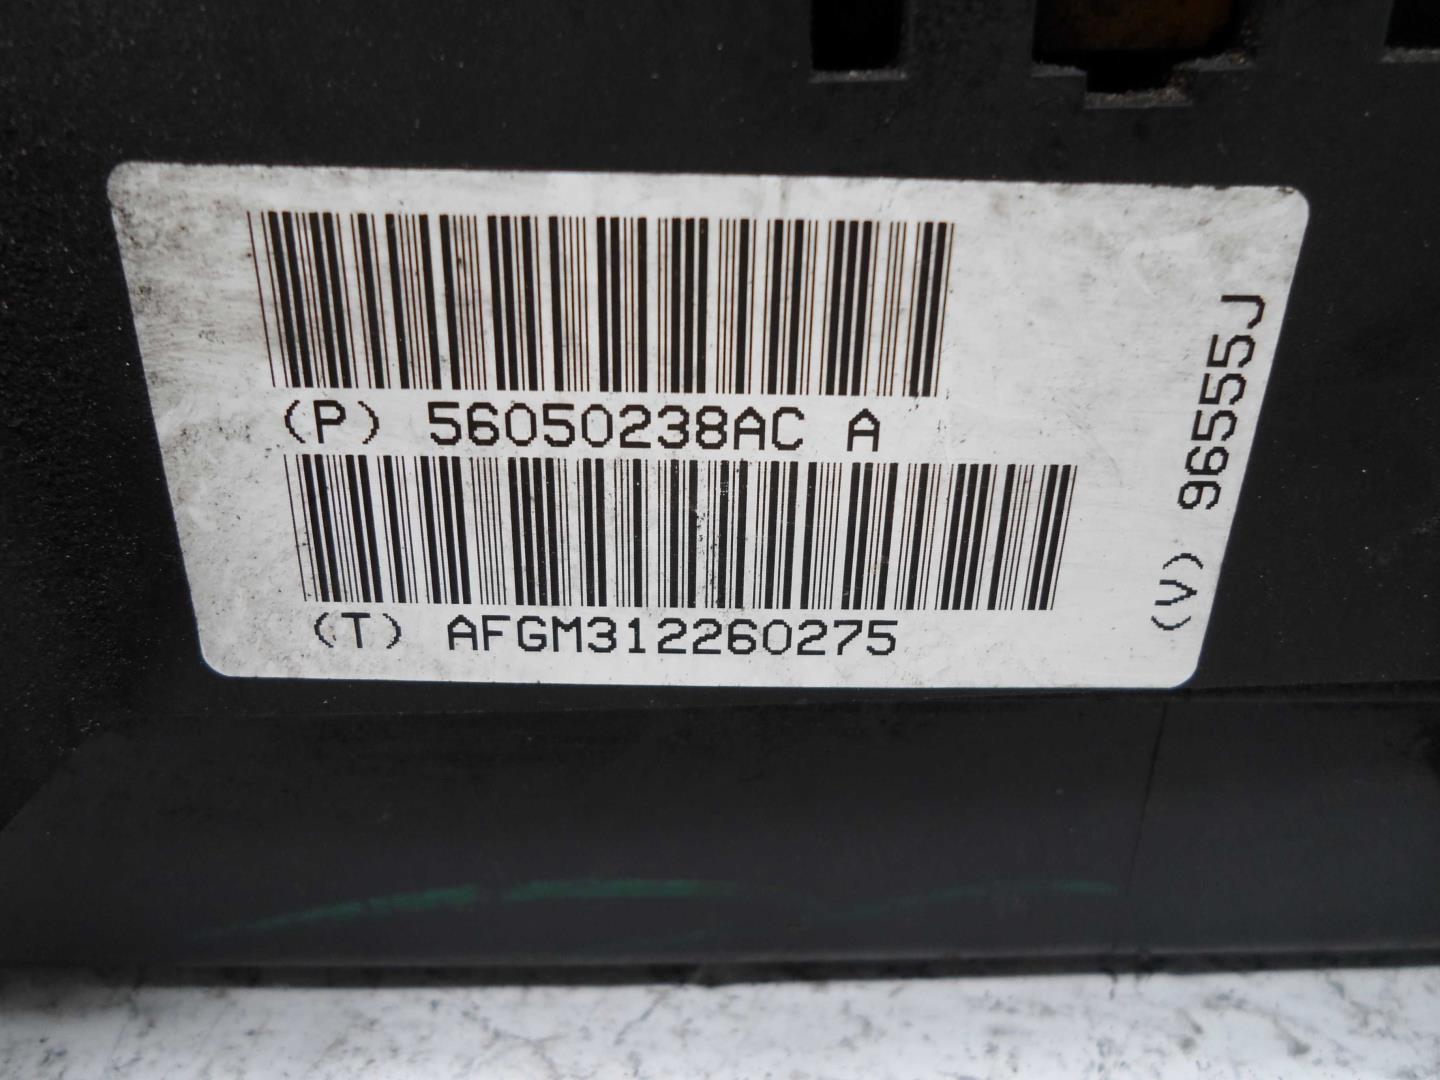 (P) 56050238AC A
(T) AFGM312260275
(V) 96555J